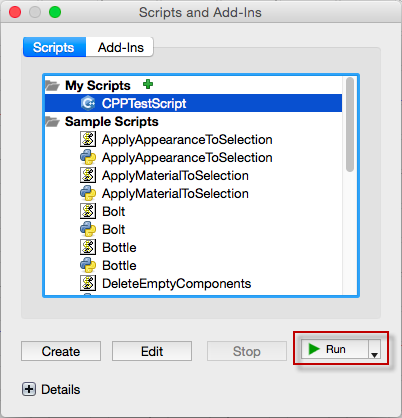 Scripts and Add-Ins
Scripts Add-Ins
My Scripts
CPPTestScript
Sample Scripts
ApplyAppearanceToSelection
ApplyAppearanceToSelection
ApplyMaterialToSelection
ApplyMaterialToSelection
Bolt
Bolt
Bottle
Bottle
DeleteEmptyComponents
Create Edit Stop Run
Details